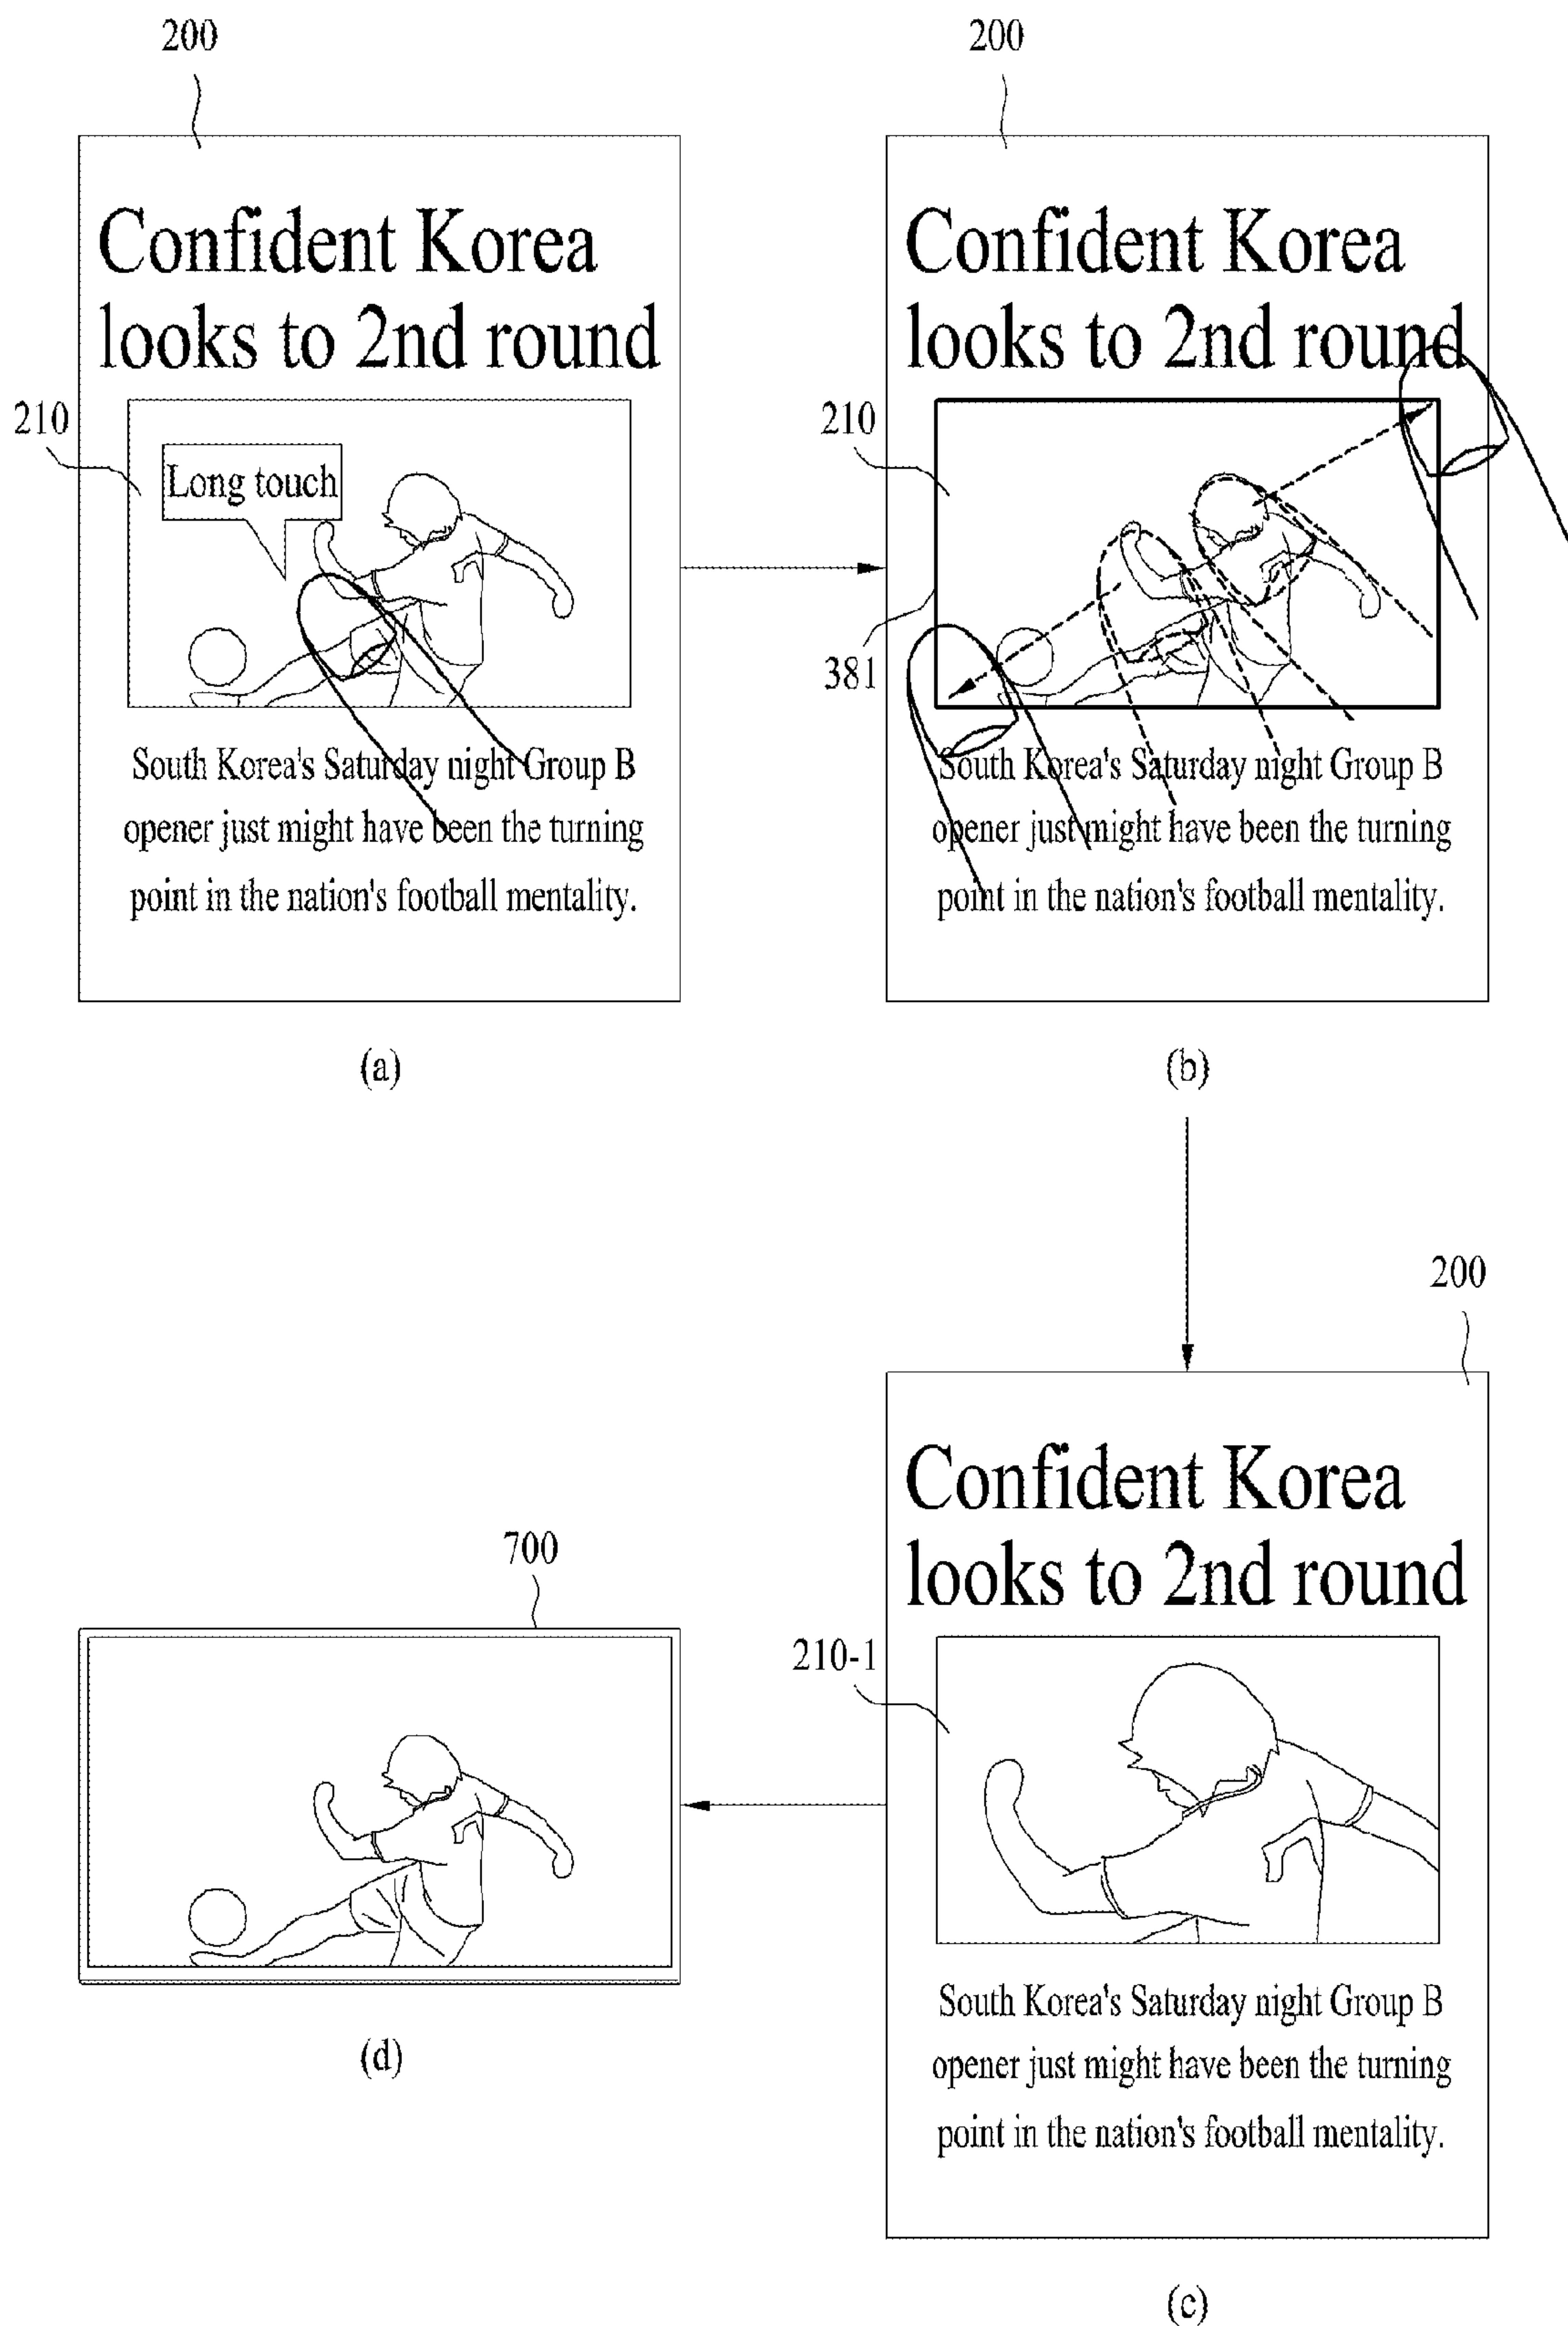 200
Confident Korea
looks to 2nd round
210
Long touch
South Korea's Saturday night Group B
opener just might have been the turning
point in the nation's football mentality.
(a)
200
Confident Korea
looks to 2nd round
210
381
South Korea's Saturday night Group B
opener just might have been the turning
point in the nation's football mentality.
(b)
200
Confident Korea
looks to 2nd round
210-1
South Korea's Saturday night Group B
opener just might have been the turning
point in the nation's football mentality.
(c)
700
(d)